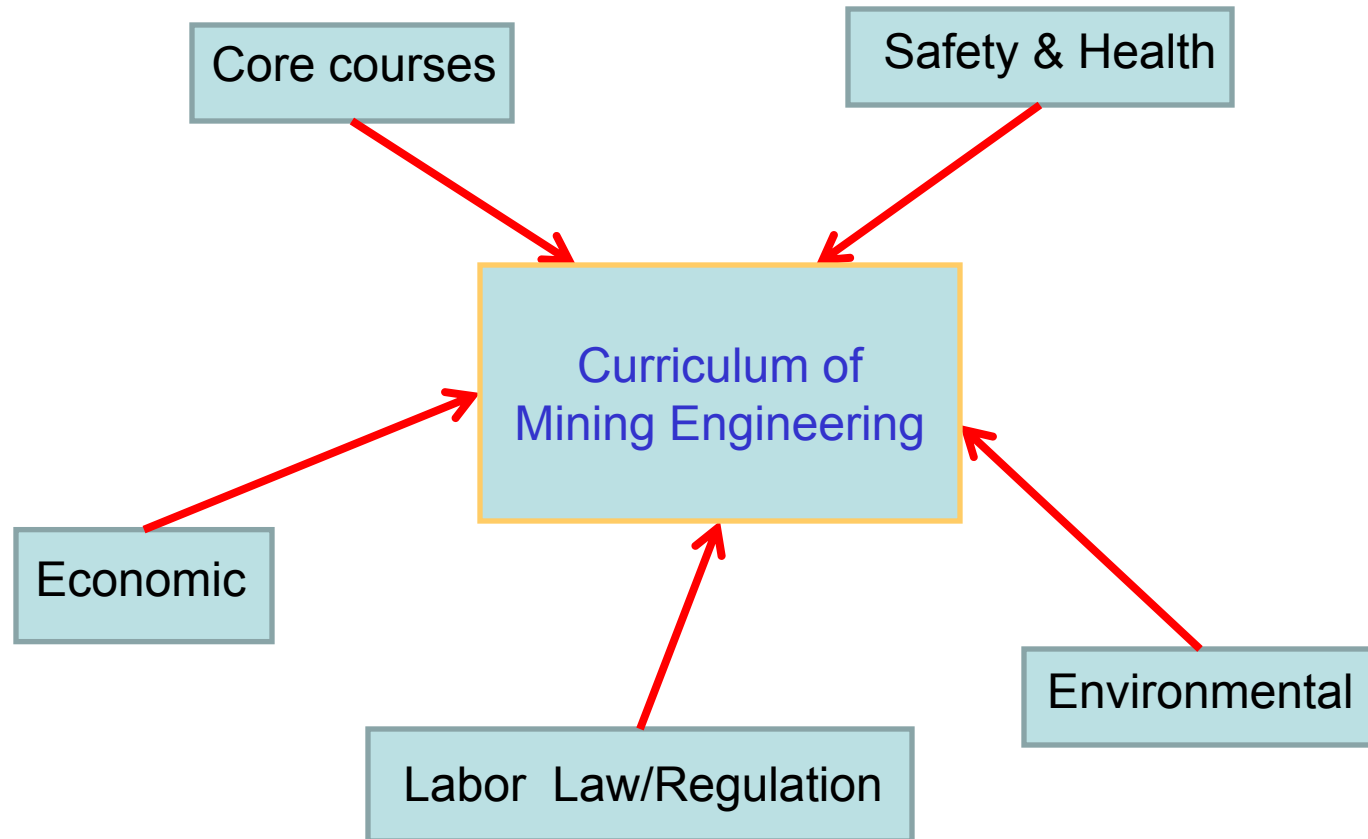 Core courses
Safety & Health
Curriculum of
Mining Engineering
Economic
Environmental
Labor Law/Regulation